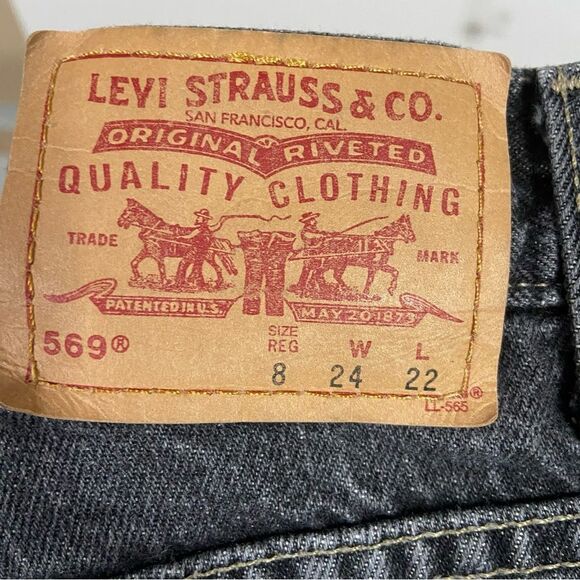 LEVI STRAUSS & CO.
SAN FRANCISCO, CAL.
ORIGINAL RIVETED
QUALITY CLOTHING
TRADE MARK
PATENTED IN U.S. MAY 20 1873
SIZE
569® REG W L
8 24 22
LL-565